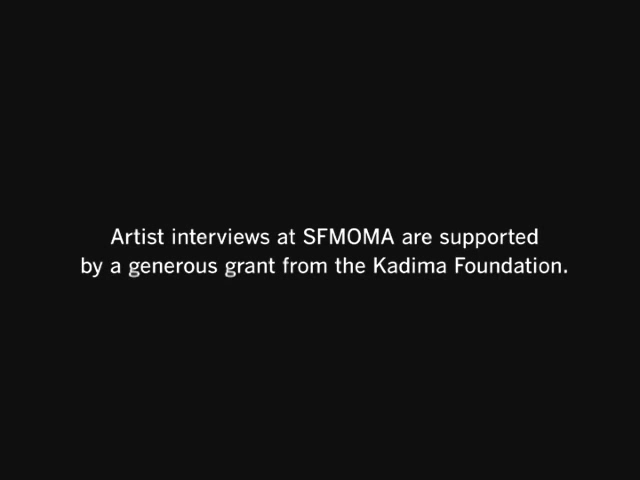 Artist interviews at SFMOMA are supported
by a generous grant from the Kadima Foundation.